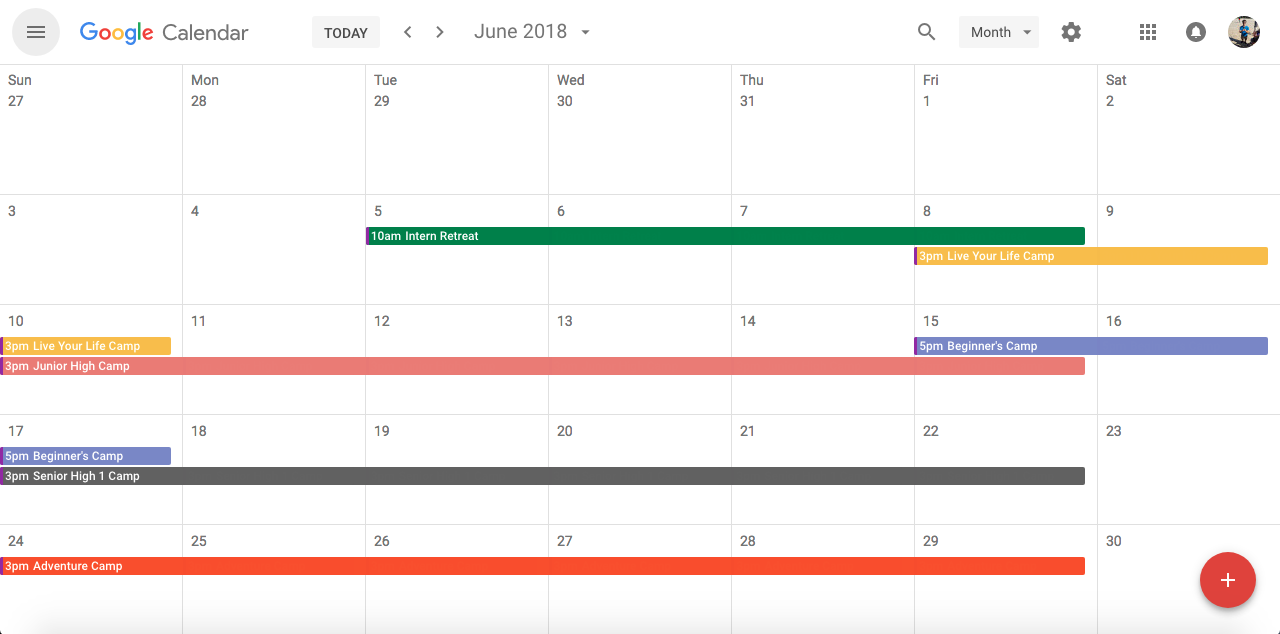 Google Calendar TODAY June 2018 Month
Sun Mon Tue Wed Thu Fri Sat
27 28 29 30 31 1 2
3 4 5 6 7 8 9
10am Intern Retreat
3pm Live Your Life Camp
10 11 12 13 14 15 16
3pm Live Your Life Camp 5pm Beginner's Camp
3pm Junior High Camp
17 18 19 20 21 22 23
5pm Beginner's Camp
3pm Senior High 1 Camp
24 25 26 27 28 29 30
3pm Adventure Camp